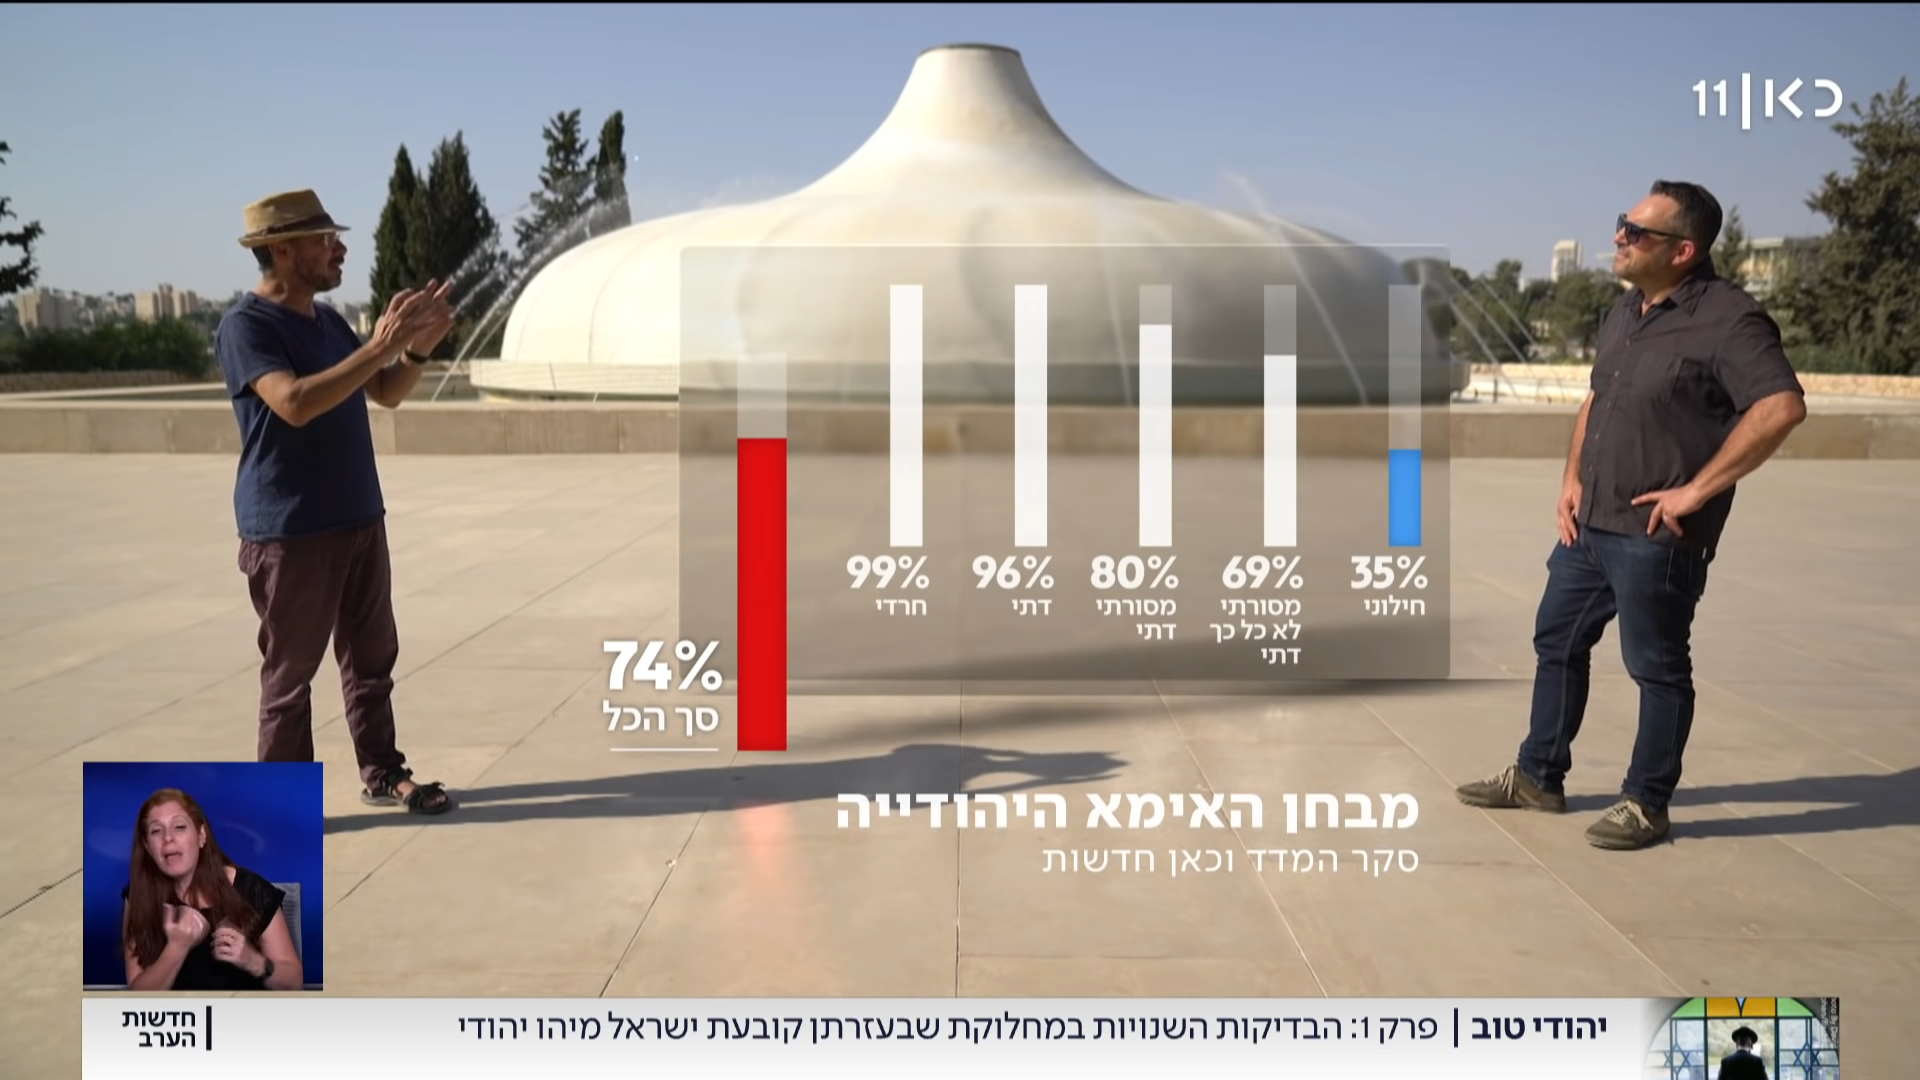 כאן 11
99%
חרדי
96%
דתי
80%
מסורתי
דתי
69%
מסורתי
לא כל כך
דתי
35%
חילוני
74%
סך הכל
מבחן האימא היהודייה
סקר המדד וכאן חדשות
יהודי טוב | פרק 1: הבדיקות השנויות במחלוקת שבעזרתן קובעת ישראל מיהו יהודי
חדשות
הערב